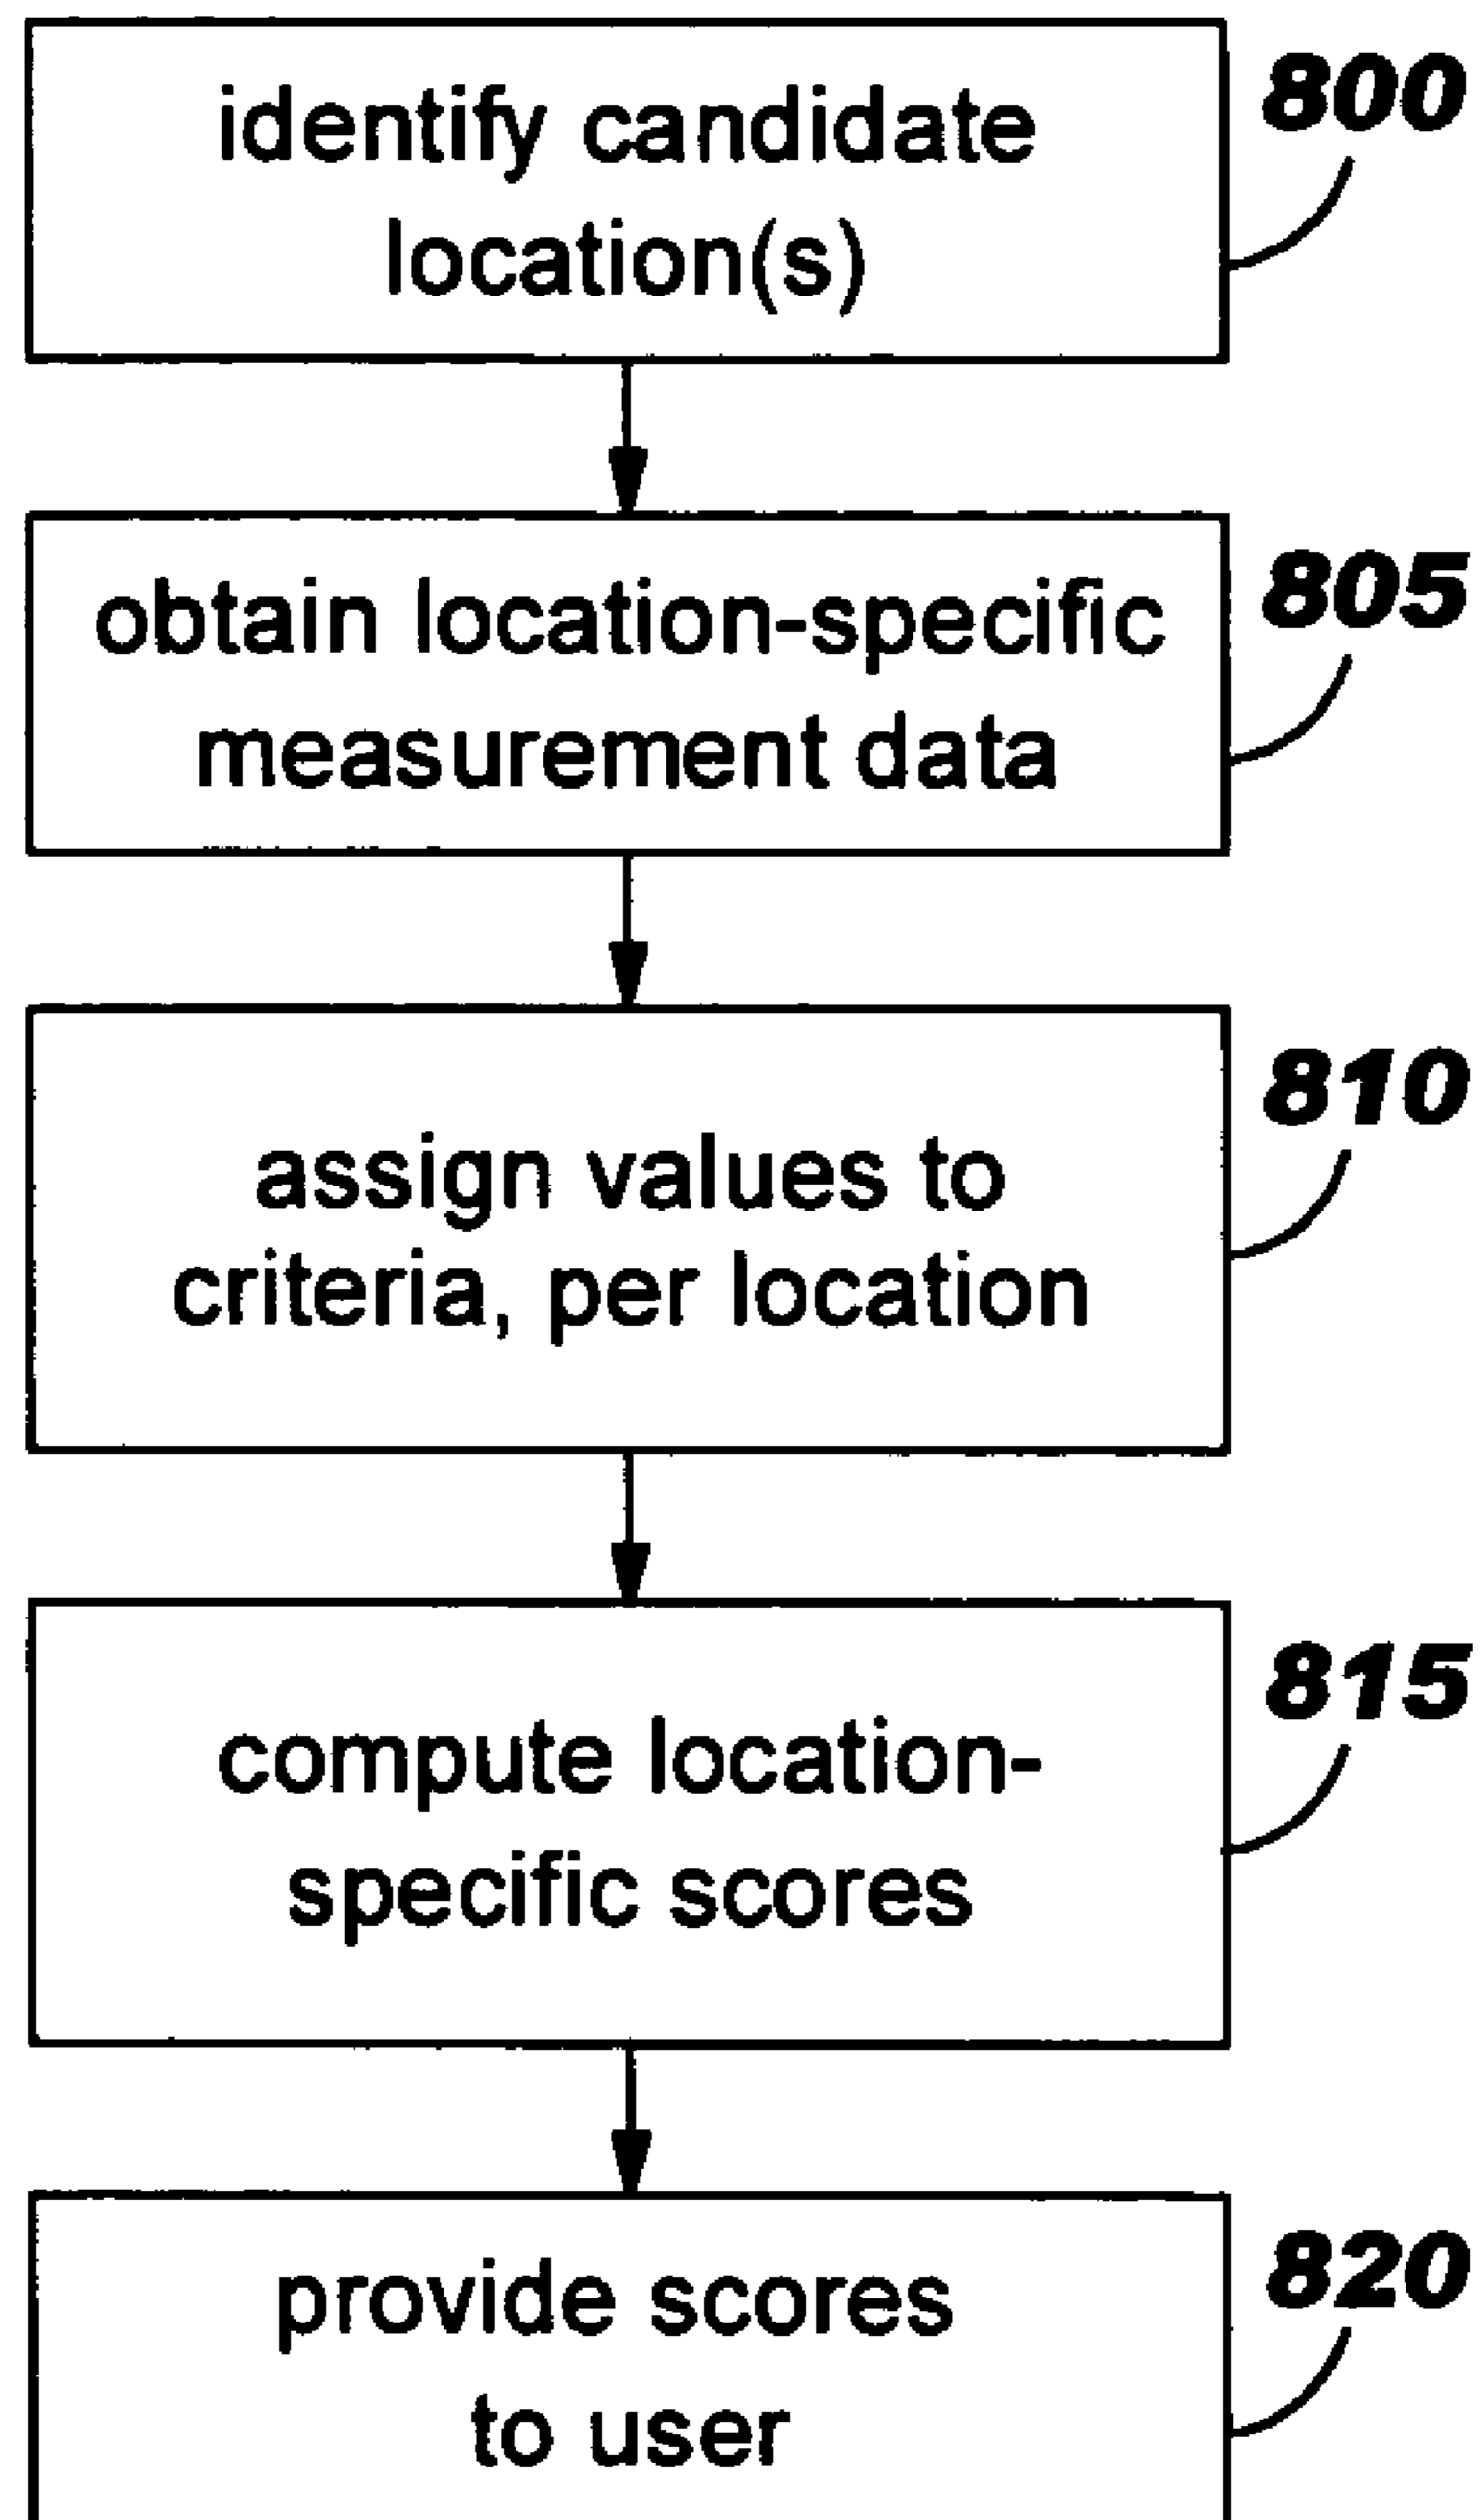 identify candidate
location(s)
800
obtain location-specific
measurement data
805
assign values to
criteria, per location
810
compute location-
specific scores
815
provide scores
to user
820